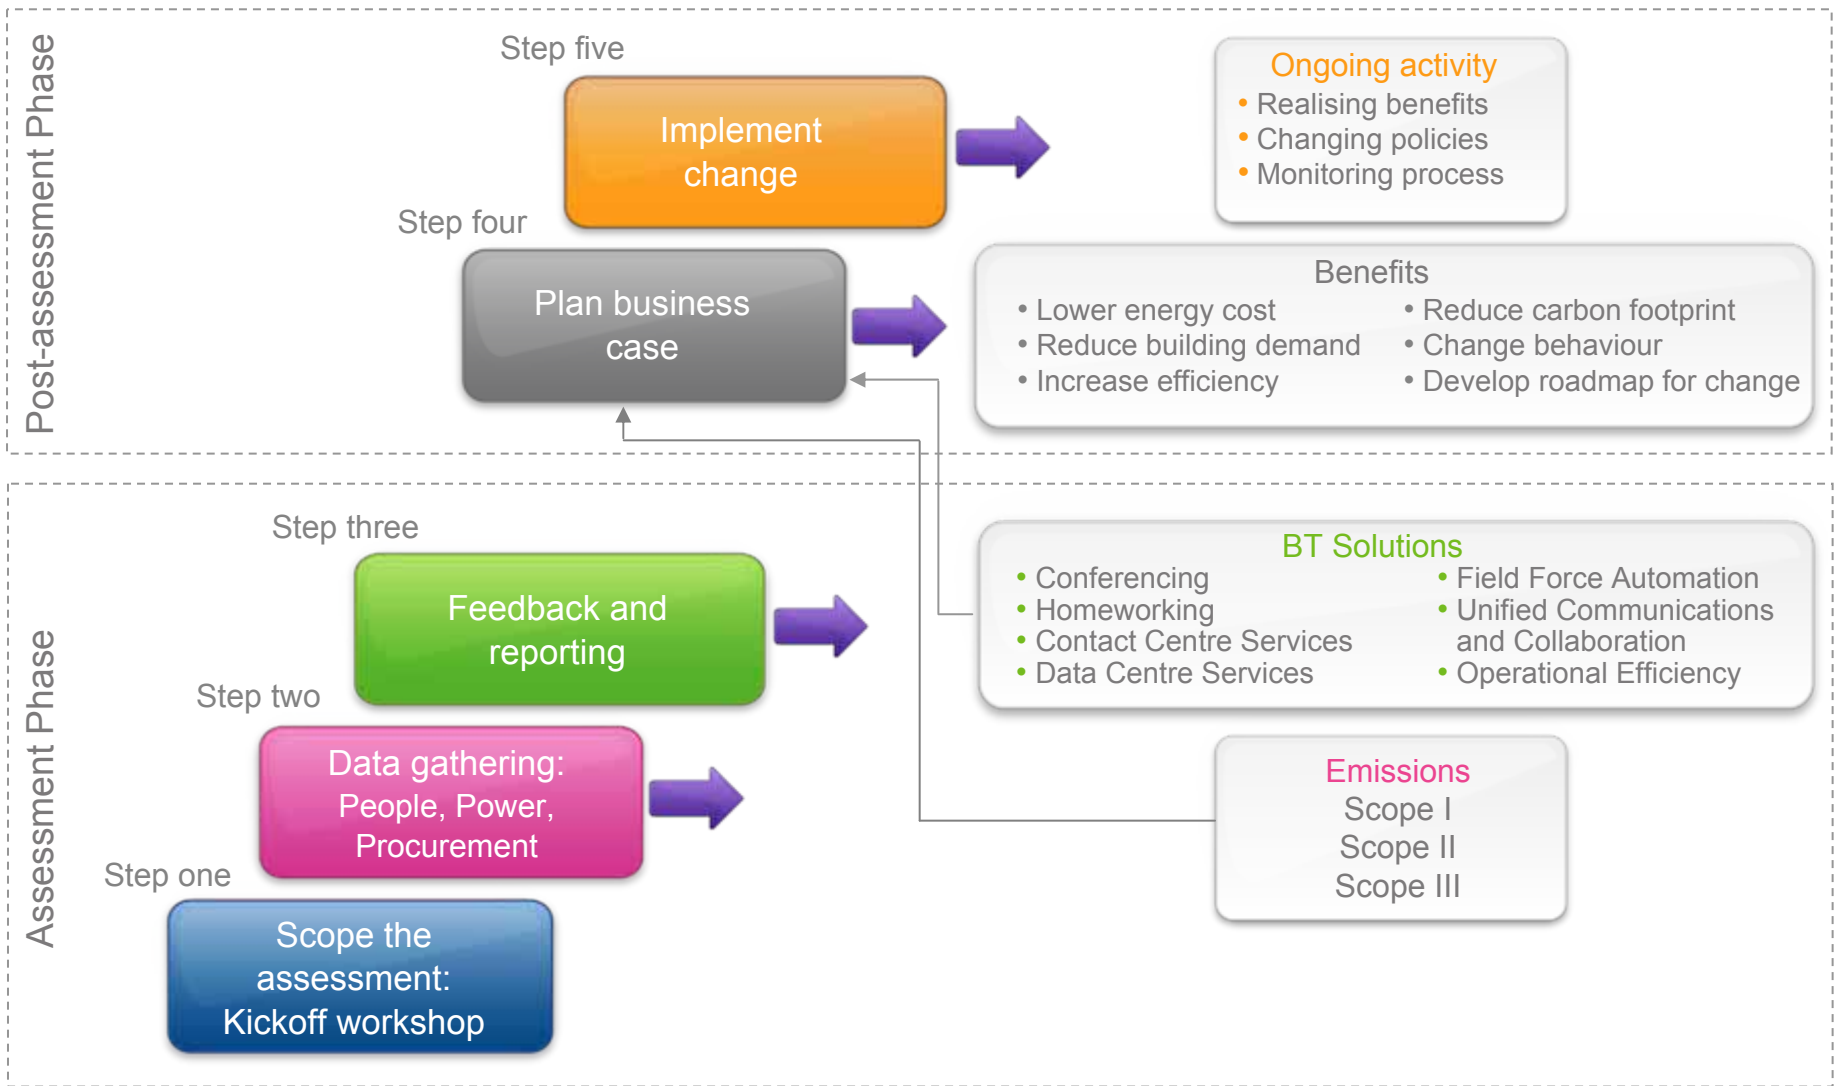 Post-assessment Phase
Step five
Implement
change
Ongoing activity
• Realising benefits
• Changing policies
• Monitoring process
Step four
Plan business
case
Benefits
• Lower energy cost
• Reduce building demand
• Increase efficiency
• Reduce carbon footprint
• Change behaviour
• Develop roadmap for change
Assessment Phase
Step three
Feedback and
reporting
BT Solutions
• Conferencing
• Homeworking
• Contact Centre Services
• Data Centre Services
• Field Force Automation
• Unified Communications
and Collaboration
• Operational Efficiency
Step two
Data gathering:
People, Power,
Procurement
Emissions
Scope I
Scope II
Scope III
Step one
Scope the
assessment:
Kickoff workshop